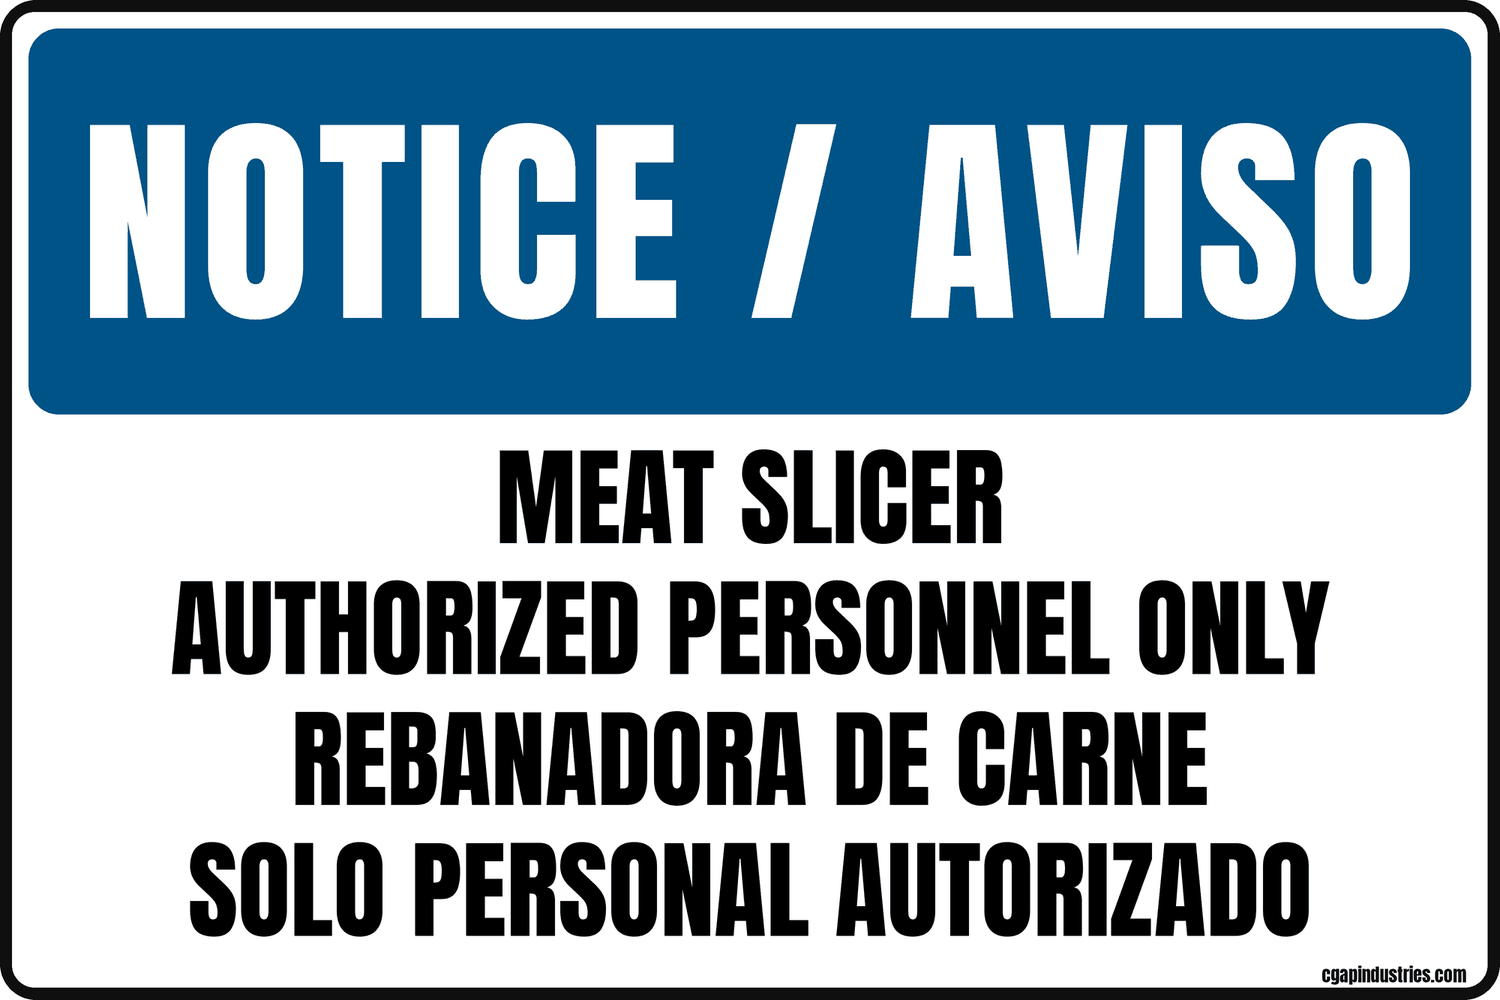 NOTICE / AVISO
MEAT SLICER
AUTHORIZED PERSONNEL ONLY
REBANADORA DE CARNE
SOLO PERSONAL AUTORIZADO
cgapindustries.com